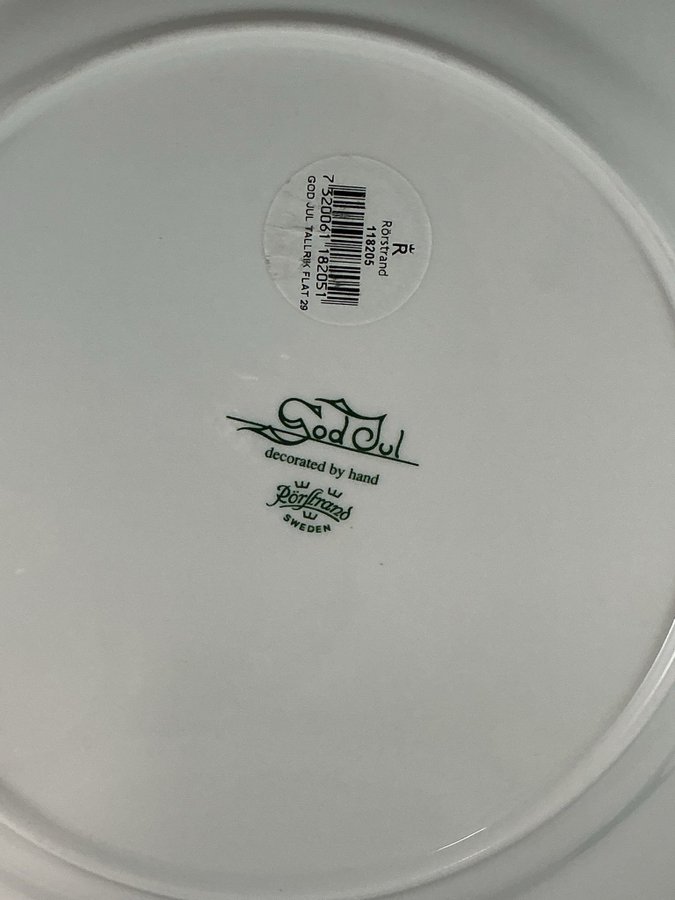 R
Rörstrand
118205
7 320061 182051
GOD JUL TALLRIK FLAT 29
God Jul
decorated by hand
Rörstrand
SWEDEN